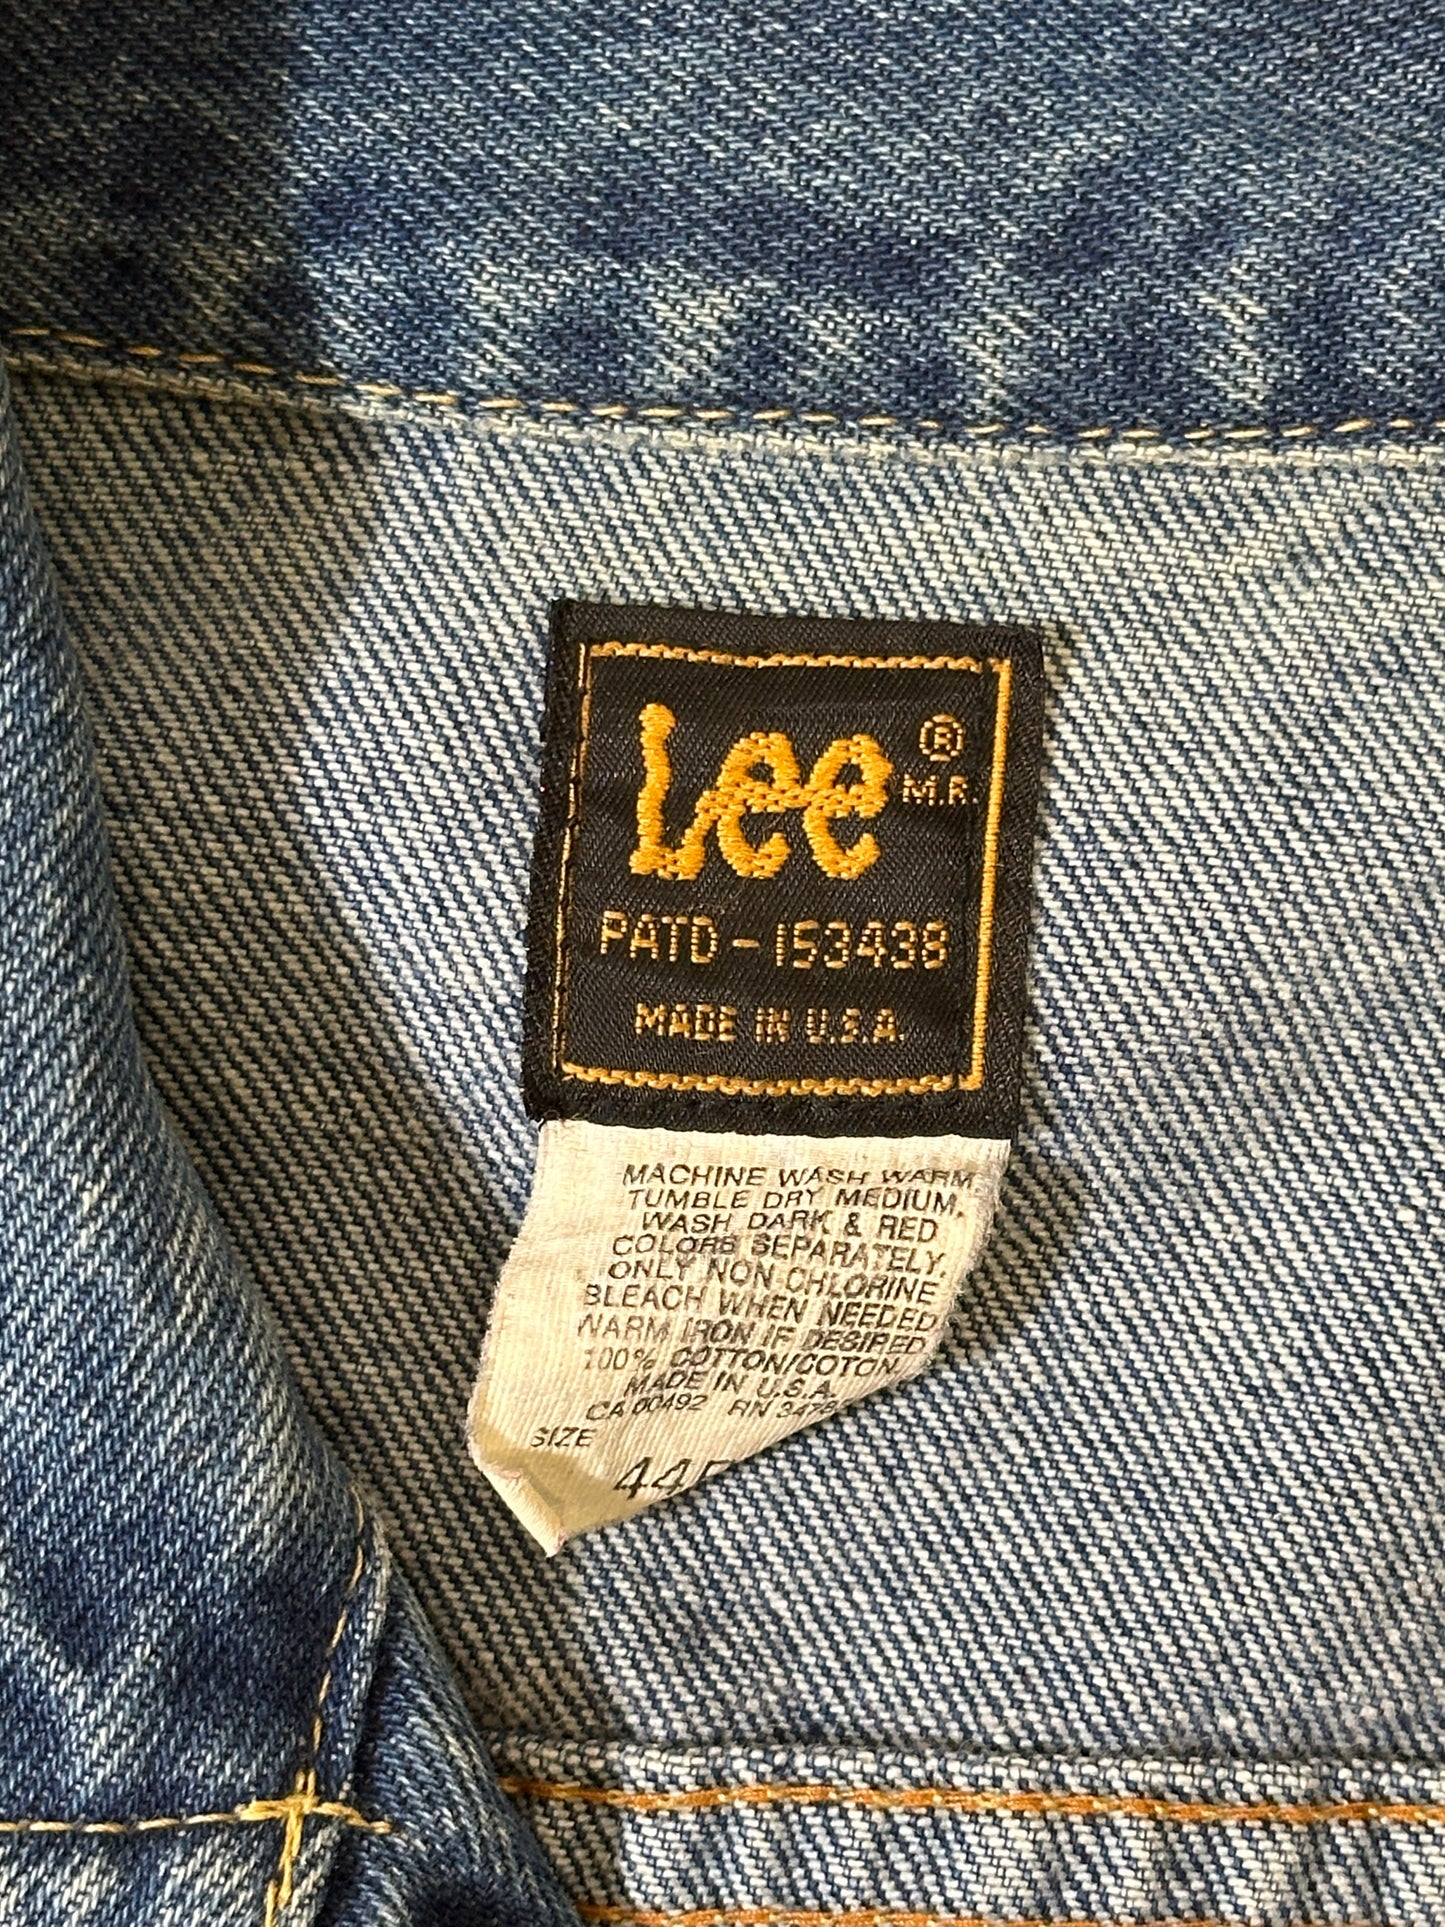 Lee ® M.R.
PATD-153438
MADE IN U.S.A.
MACHINE WASH WARM,
TUMBLE DRY MEDIUM,
WASH DARK & RED
COLORS SEPARATELY,
ONLY NON CHLORINE
BLEACH WHEN NEEDED
WARM IRON IF DESIRED
100% COTTON/COTON
MADE IN U.S.A.
CA 00492 RN
SIZE